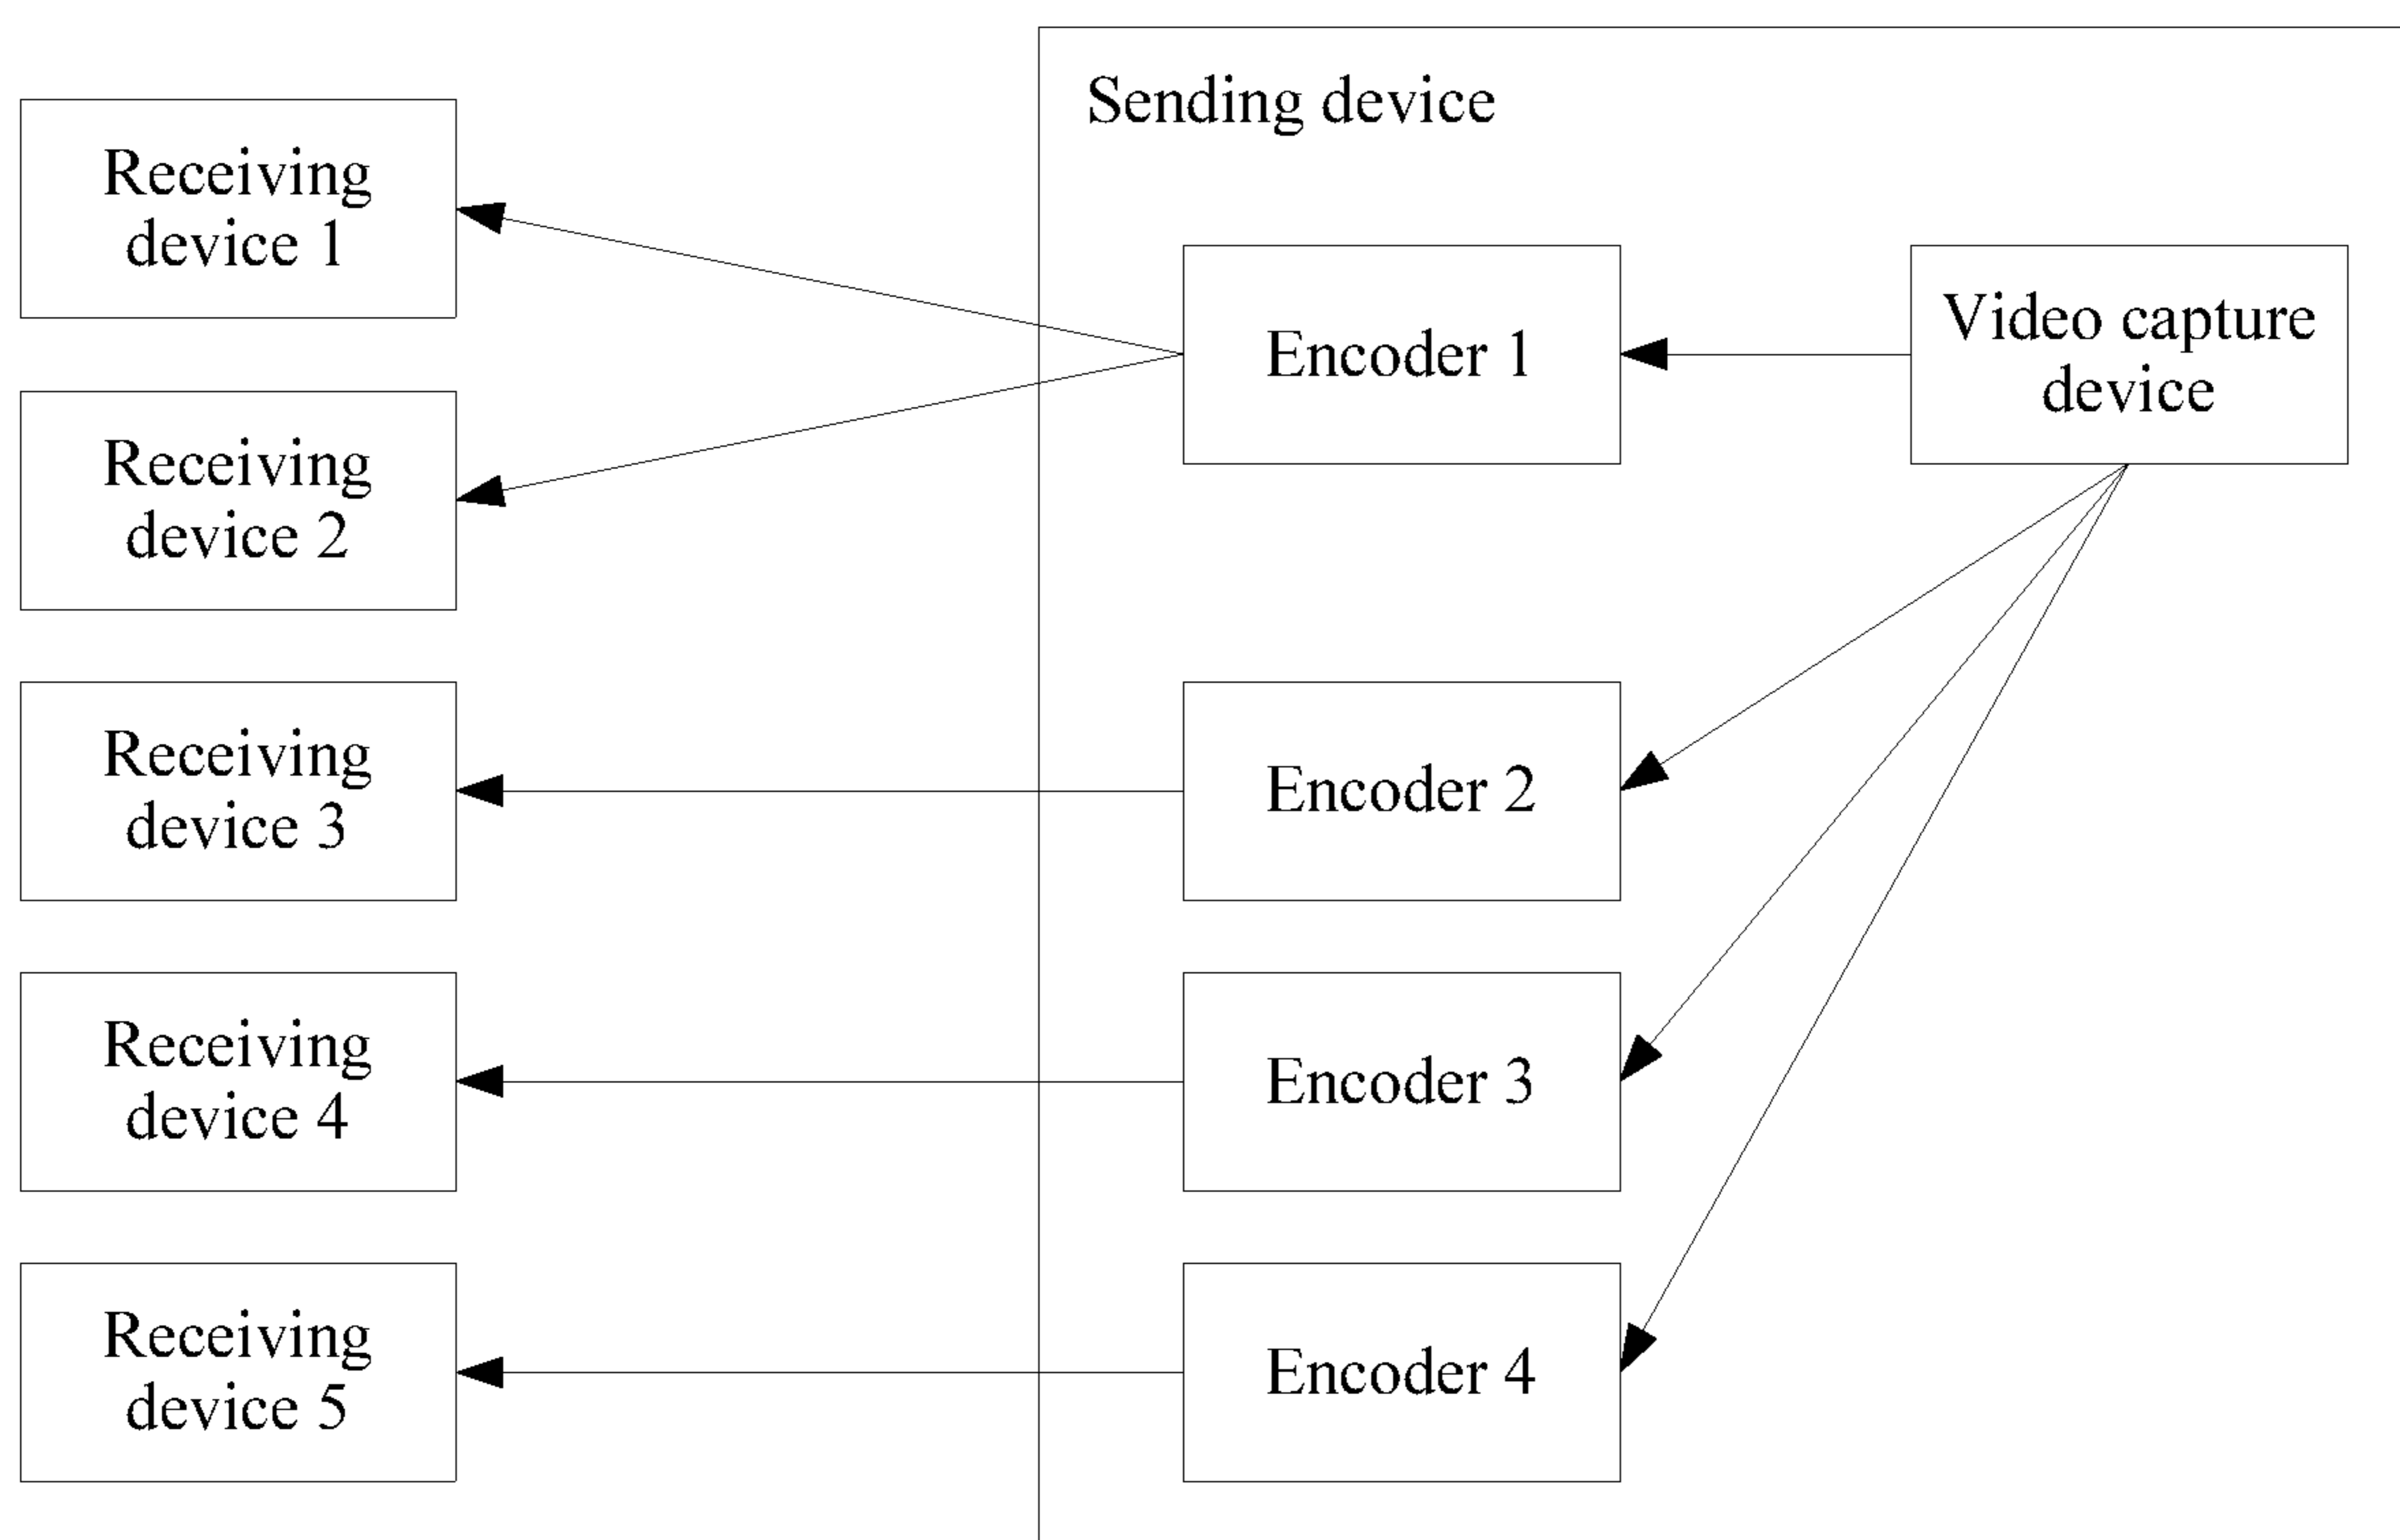 Sending device
Receiving
device 1
Receiving
device 2
Receiving
device 3
Receiving
device 4
Receiving
device 5
Encoder 1
Encoder 2
Encoder 3
Encoder 4
Video capture
device